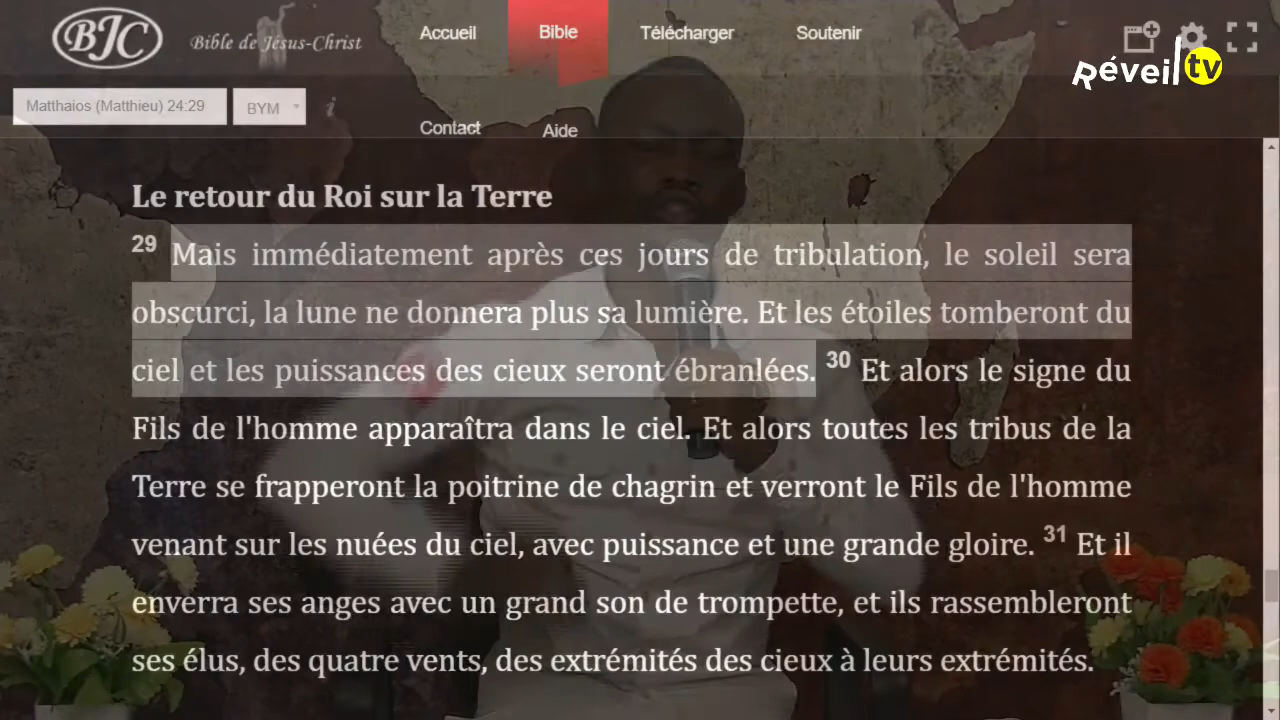 BJC
Bible de Jésus-Christ
Accueil
Bible
Télécharger
Soutenir
Réveil tv
Matthaios (Matthieu) 24:29
BYM
i
Contact
Aide
Le retour du Roi sur la Terre
29 Mais immédiatement après ces jours de tribulation, le soleil sera
obscurci, la lune ne donnera plus sa lumière. Et les étoiles tomberont du
ciel et les puissances des cieux seront ébranlées. 30 Et alors le signe du
Fils de l'homme apparaîtra dans le ciel. Et alors toutes les tribus de la
Terre se frapperont la poitrine de chagrin et verront le Fils de l'homme
venant sur les nuées du ciel, avec puissance et une grande gloire. 31 Et il
enverra ses anges avec un grand son de trompette, et ils rassembleront
ses élus, des quatre vents, des extrémités des cieux à leurs extrémités.